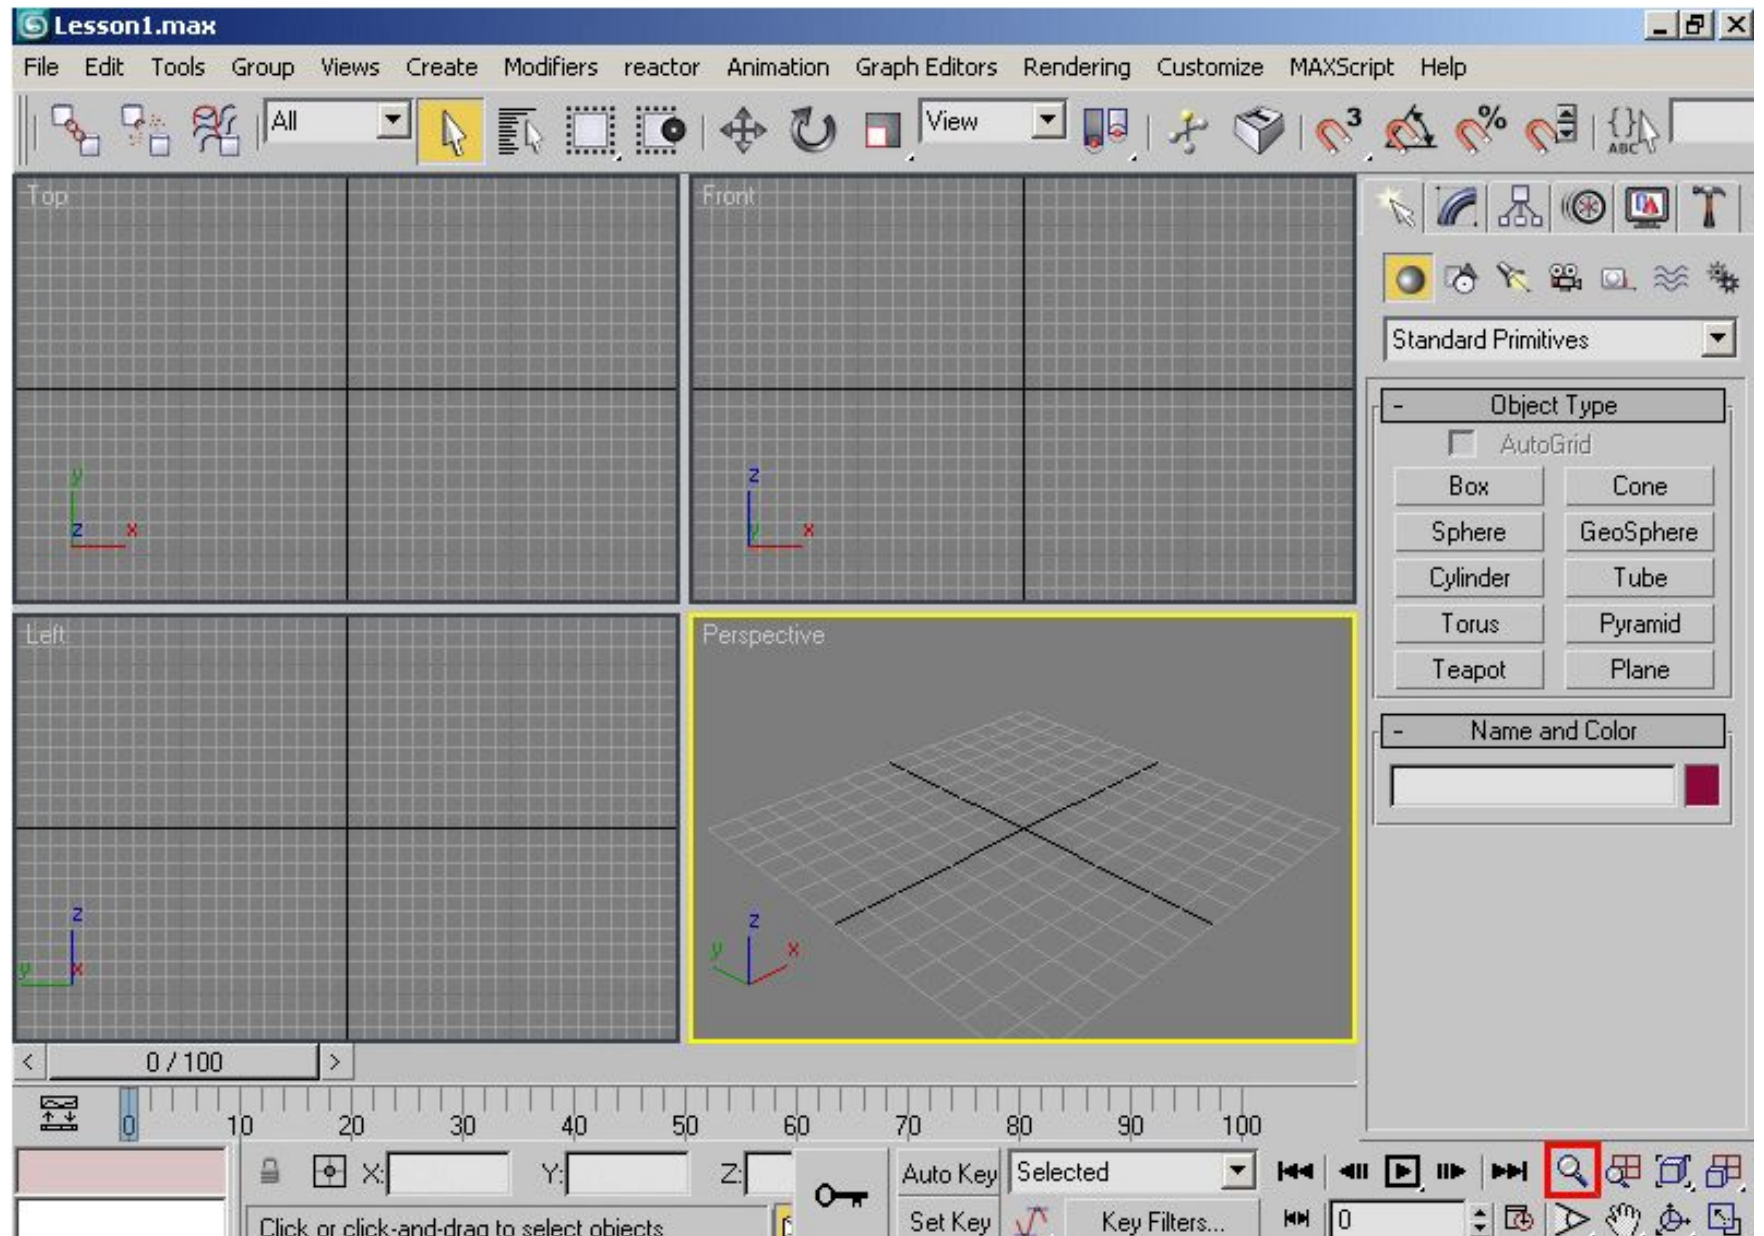 Lesson1.max
File Edit Tools Group Views Create Modifiers reactor Animation Graph Editors Rendering Customize MAXScript Help
All View 3 % {} ABC
Top Front
y z x
z y x
Standard Primitives
- Object Type
AutoGrid
Box Cone
Sphere GeoSphere
Cylinder Tube
Torus Pyramid
Teapot Plane
- Name and Color
Left Perspective
z y x
z y x
< 0 / 100 >
0 10 20 30 40 50 60 70 80 90 100
X: Y: Z: Auto Key Selected
Click or click-and-drag to select objects Set Key Key Filters... 0